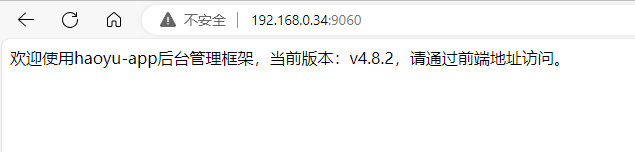 不安全 192.168.0.34:9060
欢迎使用haoyu-app后台管理框架，当前版本：v4.8.2，请通过前端地址访问。